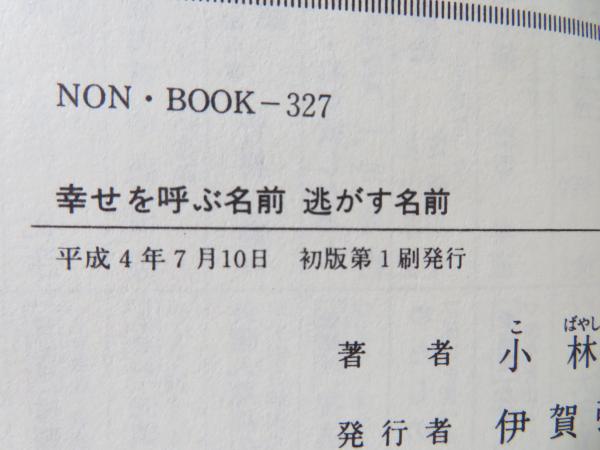 NON・BOOK－327
幸せを呼ぶ名前 逃がす名前
平成4年7月10日 初版第1刷発行
こ ばやし
著者 小林
発行者 伊賀